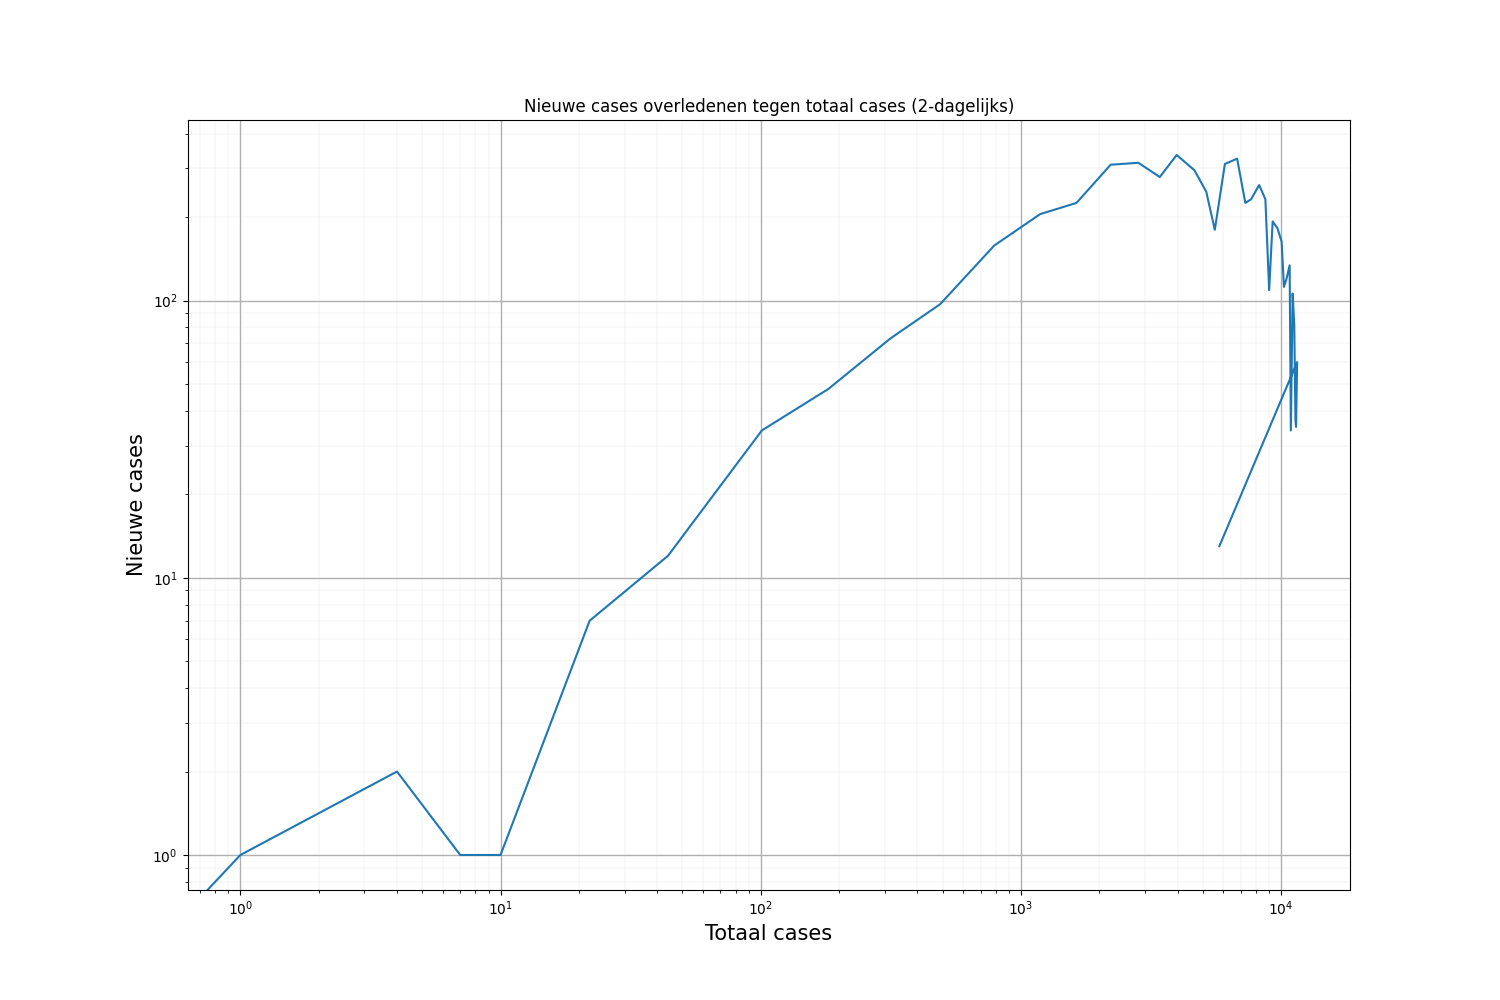 Nieuwe cases overledenen tegen totaal cases (2-dagelijks)
Nieuwe cases
10²
10¹
10⁰
10⁰ 10¹ 10² 10³ 10⁴
Totaal cases